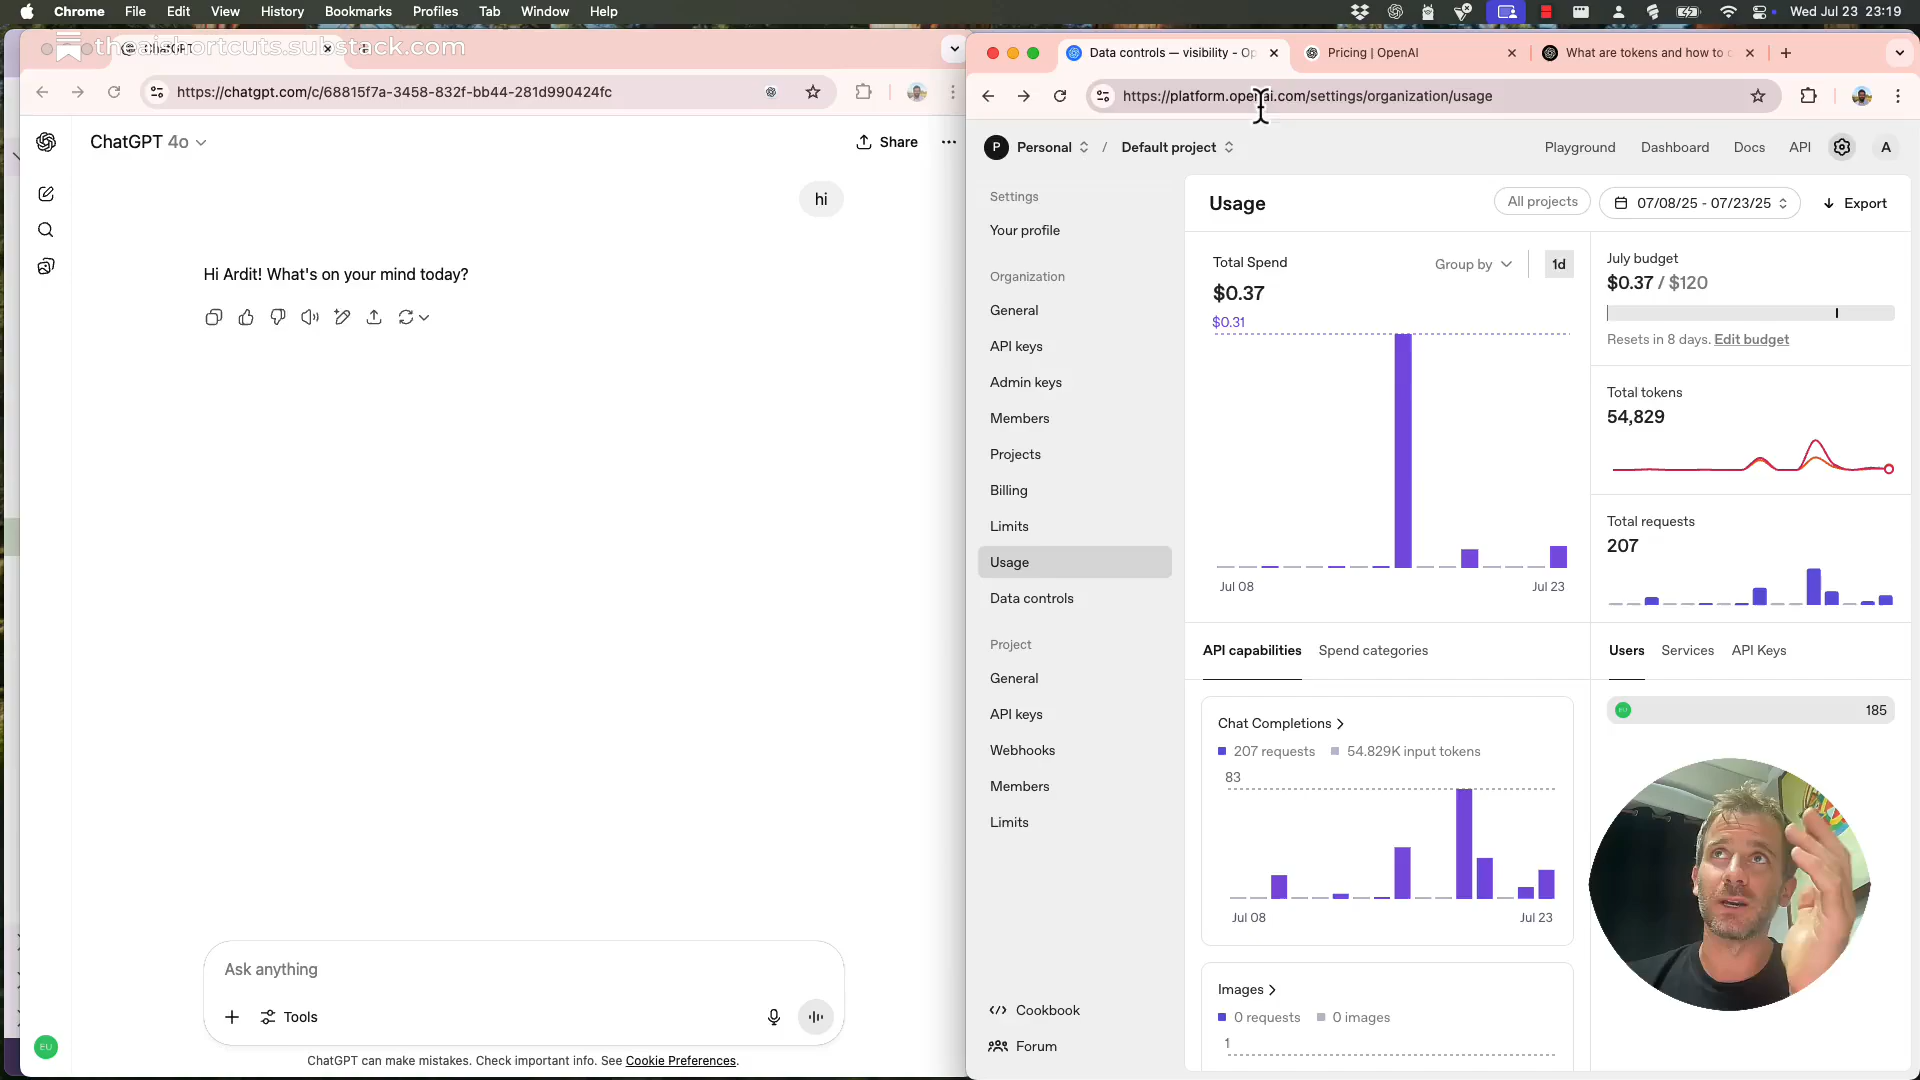 Chrome File Edit View History Bookmarks Profiles Tab Window Help
Wed Jul 23 23:19
theaishortcuts.substack.com
https://chatgpt.com/c/68815f7a-3458-832f-bb44-281d990424fc
ChatGPT 4o
Share
hi
Hi Ardit! What's on your mind today?
Ask anything
Tools
EU
ChatGPT can make mistakes. Check important info. See Cookie Preferences.
Data controls — visibility - Op
Pricing | OpenAI
What are tokens and how to c
https://platform.openai.com/settings/organization/usage
P Personal / Default project
Playground Dashboard Docs API A
Settings
Your profile
Organization
General
API keys
Admin keys
Members
Projects
Billing
Limits
Usage
Data controls
Project
General
API keys
Webhooks
Members
Limits
Cookbook
Forum
Usage
All projects
07/08/25 - 07/23/25
Export
Total Spend
Group by
1d
$0.37
$0.31
Jul 08 Jul 23
July budget
$0.37 / $120
Resets in 8 days. Edit budget
Total tokens
54,829
Total requests
207
API capabilities Spend categories
Users Services API Keys
185
Chat Completions
207 requests 54.829K input tokens
83
Jul 08 Jul 23
Images
0 requests 0 images
1